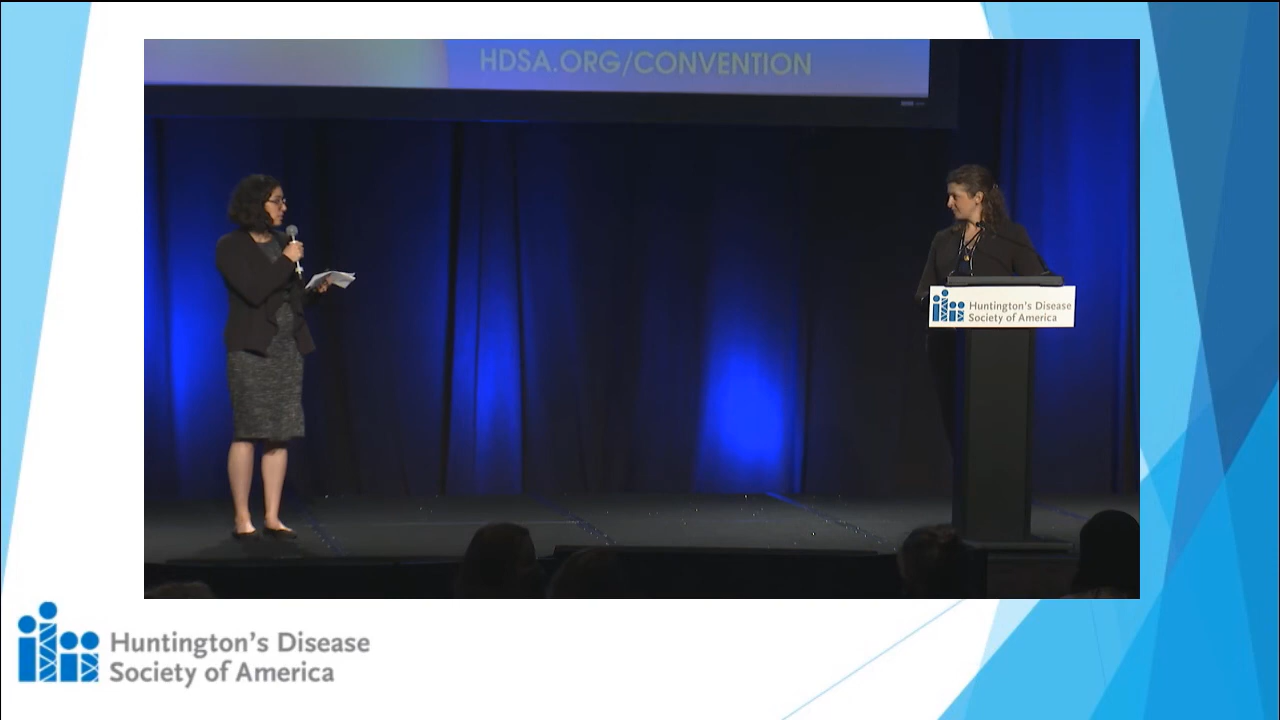 HDSA.ORG/CONVENTION
Huntington's Disease
Society of America
Huntington's Disease
Society of America